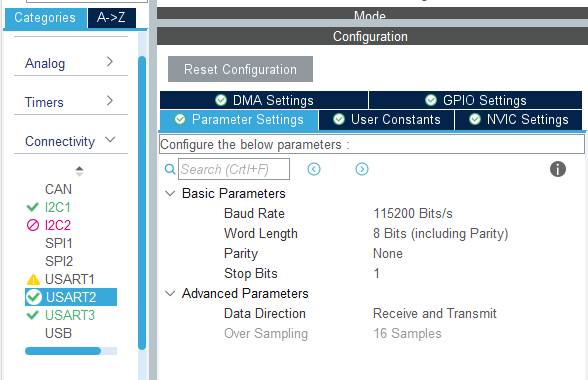 Categories
A->Z
Analog
Timers
Connectivity
CAN
I2C1
I2C2
SPI1
SPI2
USART1
USART2
USART3
USB
Mode
Configuration
Reset Configuration
DMA Settings
GPIO Settings
Parameter Settings
User Constants
NVIC Settings
Configure the below parameters :
Search (Crtl+F)
Basic Parameters
Baud Rate 115200 Bits/s
Word Length 8 Bits (including Parity)
Parity None
Stop Bits 1
Advanced Parameters
Data Direction Receive and Transmit
Over Sampling 16 Samples